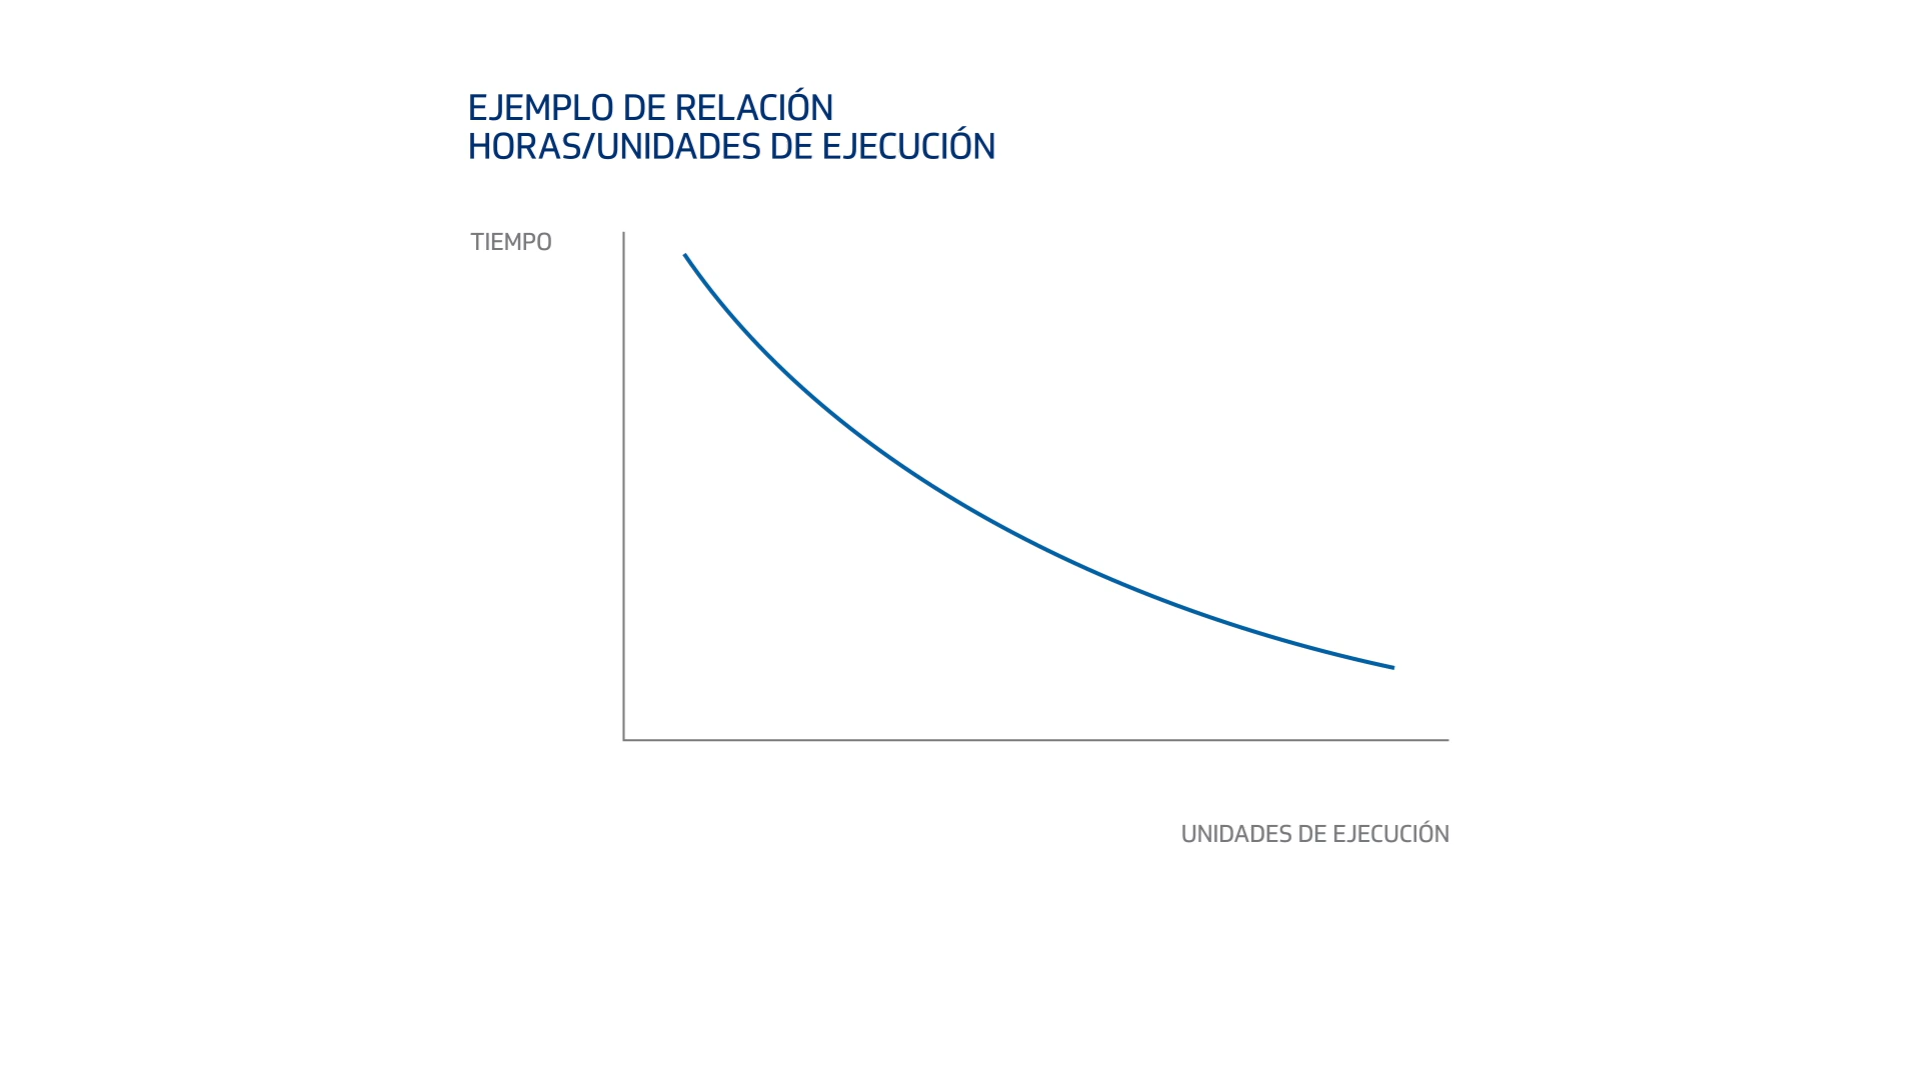 EJEMPLO DE RELACIÓN
HORAS/UNIDADES DE EJECUCIÓN
TIEMPO
UNIDADES DE EJECUCIÓN